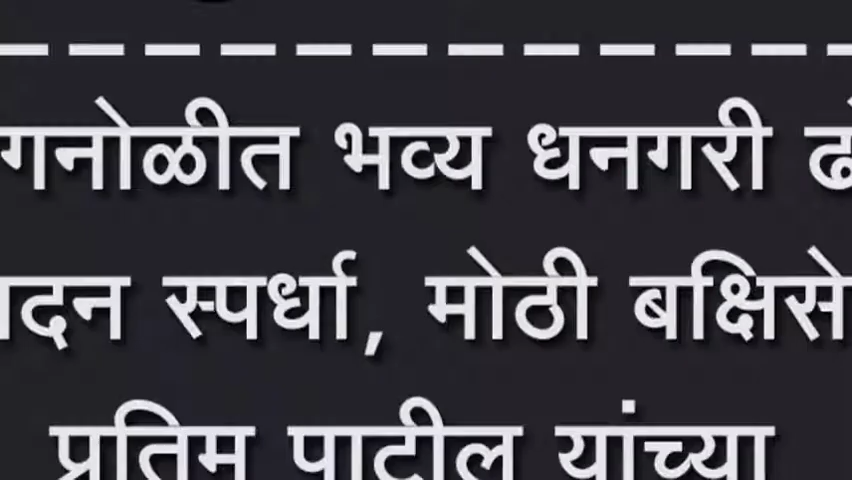 गनोळीत भव्य धनगरी
दन स्पर्धा, मोठी बक्षिसे
प्रतिम पाटील यांच्या